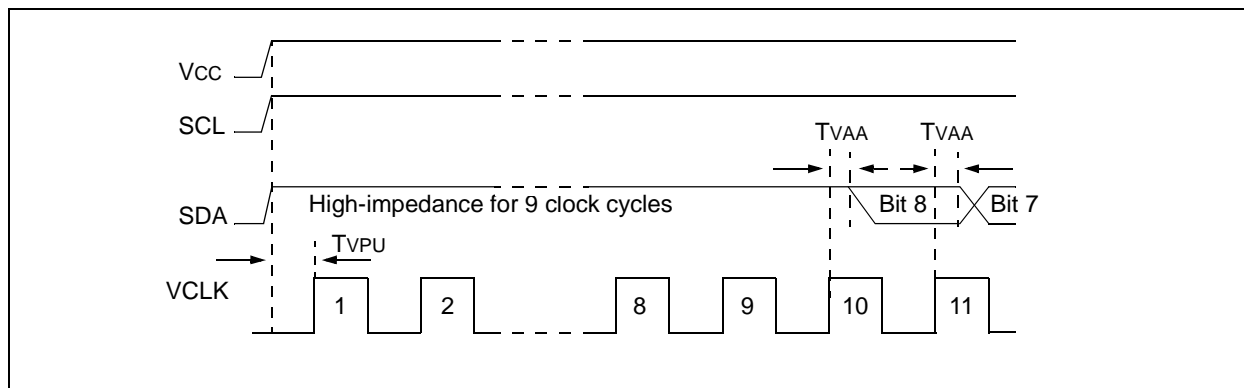 VCC
SCL
TVAA TVAA
SDA
High-impedance for 9 clock cycles
Bit 8
Bit 7
TVPU
VCLK
1 2 8 9 10 11